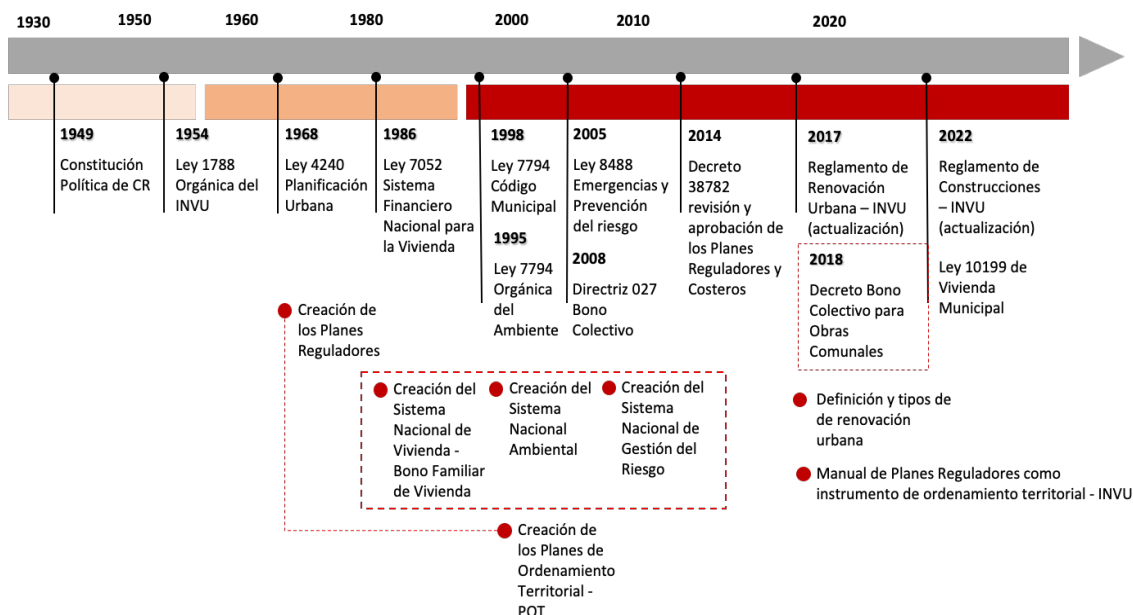 1930
1950
1960
1980
2000
2010
2020
1949
Constitución
Política de CR
1954
Ley 1788
Orgánica del
INVU
1968
Ley 4240
Planificación
Urbana
1986
Ley 7052
Sistema
Financiero
Nacional para
la Vivienda
1998
Ley 7794
Código
Municipal
1995
Ley 7794
Orgánica
del
Ambiente
2005
Ley 8488
Emergencias y
Prevención
del riesgo
2008
Directriz 027
Bono
Colectivo
2014
Decreto
38782
revisión y
aprobación de
los Planes
Reguladores y
Costeros
2017
Reglamento de
Renovación
Urbana – INVU
(actualización)
2018
Decreto Bono
Colectivo para
Obras
Comunales
2022
Reglamento de
Construcciones
– INVU
(actualización)
Ley 10199 de
Vivienda
Municipal
Creación de
los Planes
Reguladores
Creación del
Sistema
Nacional de
Vivienda -
Bono Familiar
de Vivienda
Creación del
Sistema
Nacional
Ambiental
Creación del
Sistema
Nacional de
Gestión del
Riesgo
Definición y tipos de
de renovación
urbana
Manual de Planes Reguladores como
instrumento de ordenamiento territorial - INVU
Creación de
los Planes de
Ordenamiento
Territorial -
POT